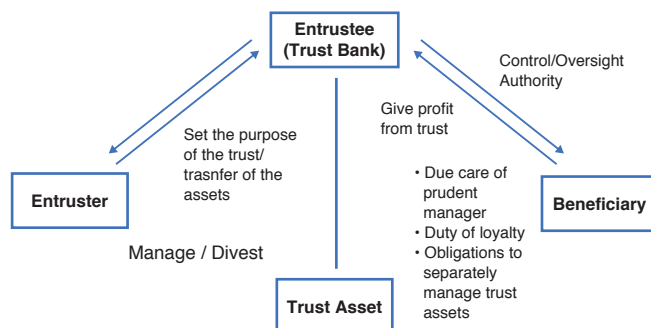 Entrustee
(Trust Bank)
Control/Oversight
Authority
Give profit
from trust
Set the purpose
of the trust/
trasnfer of the
assets
Entruster
• Due care of
prudent
manager
• Duty of loyalty
• Obligations to
separately
manage trust
assets
Beneficiary
Manage / Divest
Trust Asset